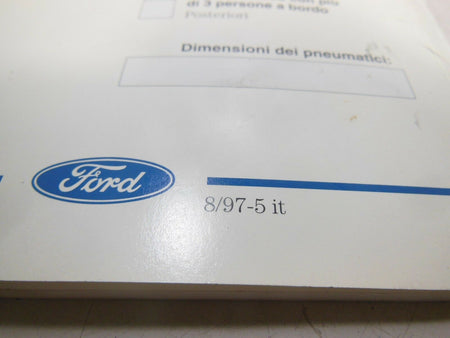 di 3 persone a bordo
Posteriori
Dimensioni dei pneumatici:
Ford
8/97-5 it